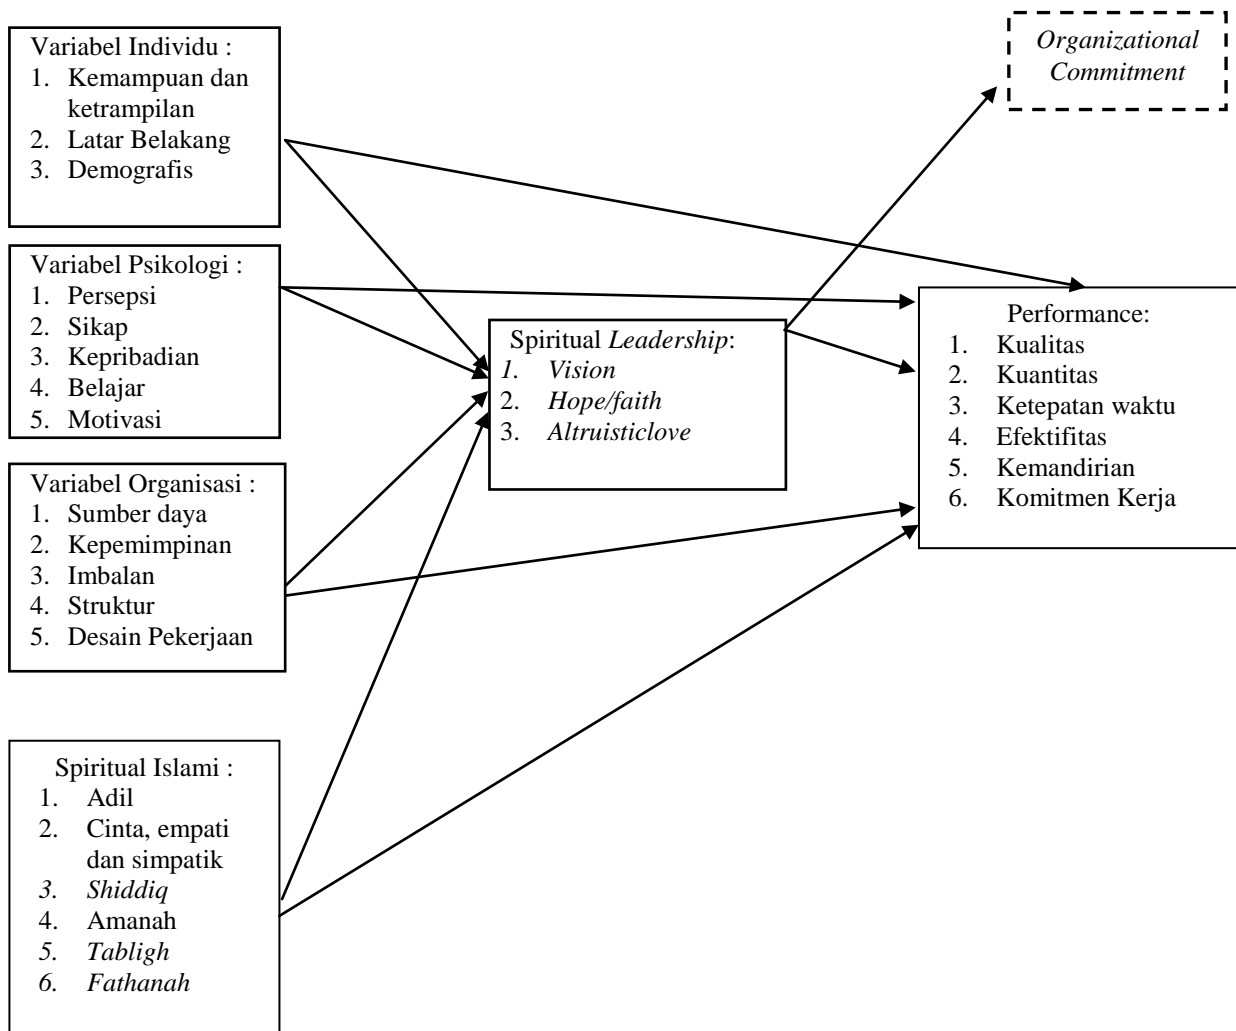 Variabel Individu :
1. Kemampuan dan
ketrampilan
2. Latar Belakang
3. Demografis
Variabel Psikologi :
1. Persepsi
2. Sikap
3. Kepribadian
4. Belajar
5. Motivasi
Variabel Organisasi :
1. Sumber daya
2. Kepemimpinan
3. Imbalan
4. Struktur
5. Desain Pekerjaan
Spiritual Islami :
1. Adil
2. Cinta, empati
dan simpatik
3. Shiddiq
4. Amanah
5. Tabligh
6. Fathanah
Spiritual Leadership:
1. Vision
2. Hope/faith
3. Altruisticlove
Organizational
Commitment
Performance:
1. Kualitas
2. Kuantitas
3. Ketepatan waktu
4. Efektifitas
5. Kemandirian
6. Komitmen Kerja